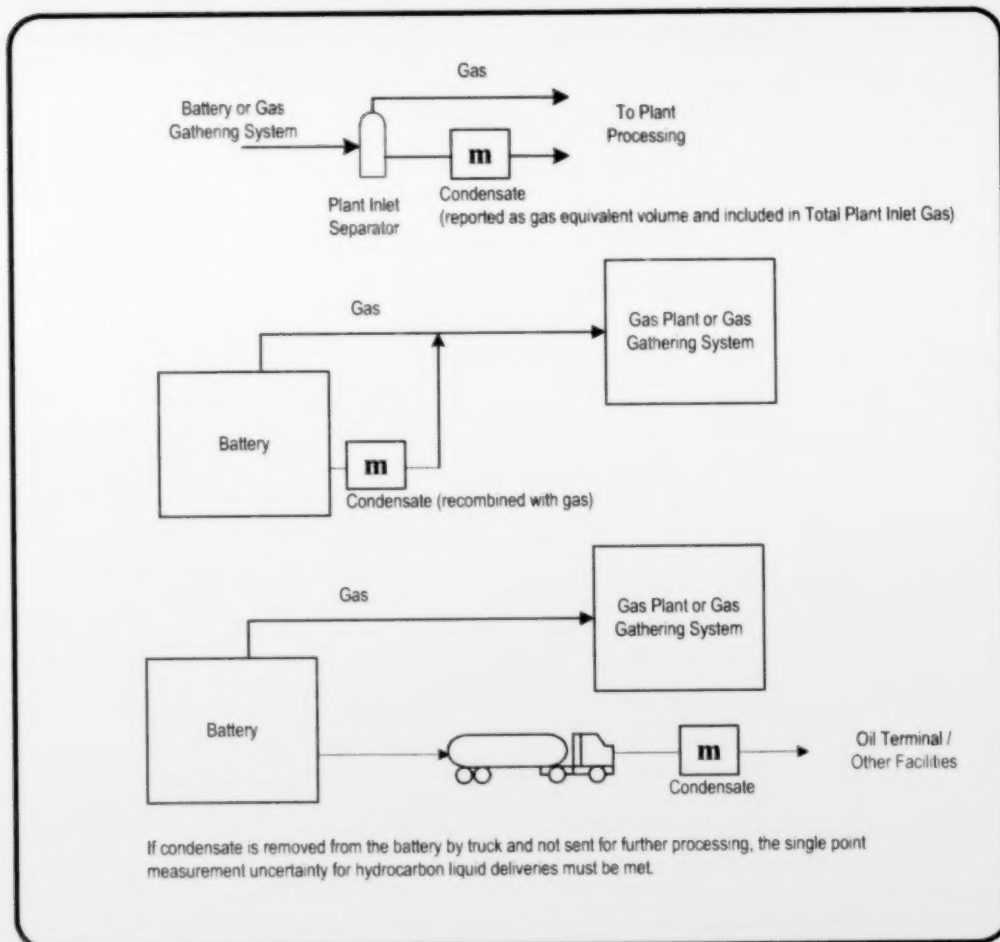 Gas
Battery or Gas
Gathering System
To Plant
Processing
m
Plant Inlet
Separator
Condensate
(reported as gas equivalent volume and included in Total Plant Inlet Gas)
Gas
Gas Plant or Gas
Gathering System
Battery
m
Condensate (recombined with gas)
Gas
Gas Plant or Gas
Gathering System
Battery
m
Condensate
Oil Terminal /
Other Facilities
If condensate is removed from the battery by truck and not sent for further processing, the single point
measurement uncertainty for hydrocarbon liquid deliveries must be met.